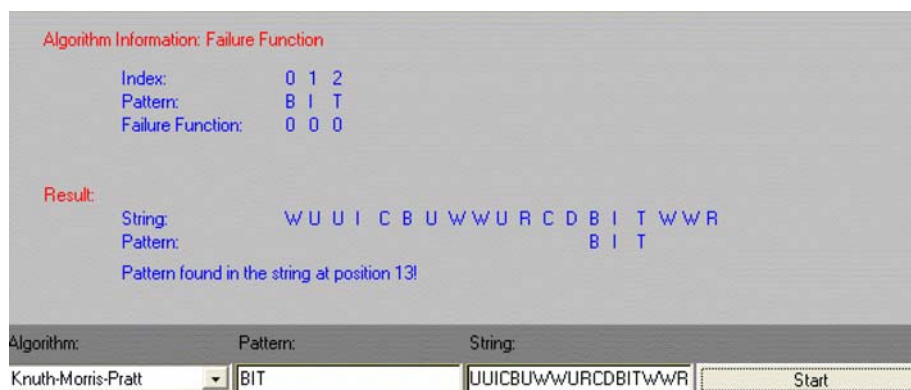 Algorithm Information: Failure Function
Index: 0 1 2
Pattern: B I T
Failure Function: 0 0 0
Result:
String: W U U I C B U W W U R C D B I T W W R
Pattern: B I T
Pattern found in the string at position 13!
Algorithm: Pattern: String:
Knuth-Morris-Pratt BIT UUICBUWWURCDBITWWR Start